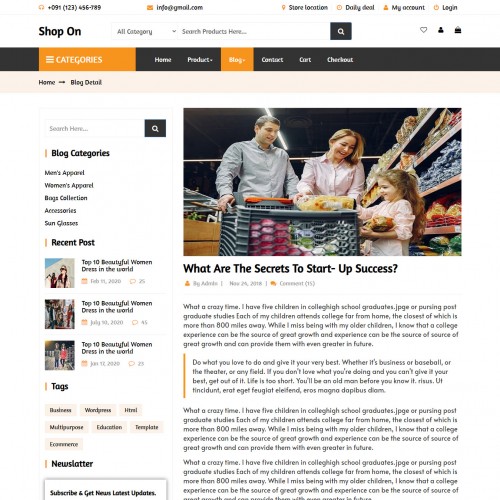 +091 (123) 456-789 info@gmail.com Store location Daily deal My account Login
Shop On All Category Search Here...
CATEGORIES Home Product Blog Contact Cart Checkout
Home Blog Detail
Search Here...
Blog Categories
Men's Apparel
Women's Apparel
Bags Collection
Accessories
Sun Glasses
Recent Post
Top 10 Beautyful Women
Dress in the world
Feb 11, 2020 25
Top 10 Beautyful Women
Dress in the world
July 10, 2020 45
Top 10 Beautyful Women
Dress in the world
Jan 17, 2020 23
Tags
Business Wordpress Html
Multipurpose Education Template
Ecommerce
Newslatter
Subscribe & Get News Latest Updates.
What Are The Secrets To Start- Up Success?
By Admin | Nov 24, 2018 | Comment (15)
What a crazy time. I have five children in colleghigh school graduates.jpge or pursing post
graduate studies Each of my children attends college far from home, the closest of which is
more than 800 miles away. While I miss being with my older children, I know that a college
experience can be the source of great growth and experience can be the source of source of
great growth and can provide them with even greater in future.
Do what you love to do and give it your very best. Whether it's business or baseball, or
the theater, or any field. If you don't love what you're doing and you can't give it your
best, get out of it. Life is too short. You'll be an old man before you know it. risus. Ut
tincidunt, erat eget feugiat eleifend, eros magna dapibus diam.
What a crazy time. I have five children in colleghigh school graduates.jpge or pursing post
graduate studies Each of my children attends college far from home, the closest of which is
more than 800 miles away. While I miss being with my older children, I know that a college
experience can be the source of great growth and experience can be the source of source of
great growth and can provide them with even greater in future.
What a crazy time. I have five children in colleghigh school graduates.jpge or pursing post
graduate studies Each of my children attends college far from home, the closest of which is
more than 800 miles away. While I miss being with my older children, I know that a college
experience can be the source of great growth and experience can be the source of source of